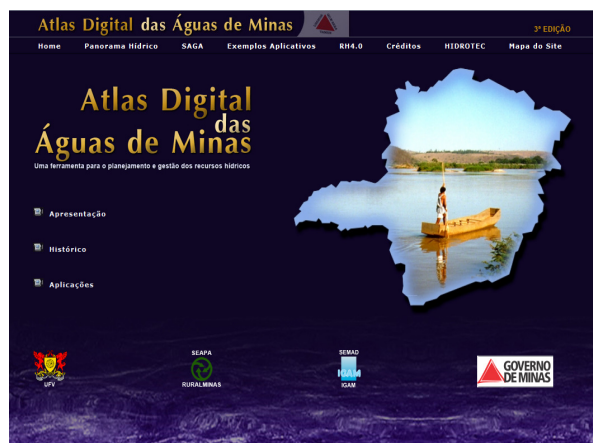 Atlas Digital das Águas de Minas
3ª EDIÇÃO
Home Panorama Hídrico SAGA Exemplos Aplicativos RH4.0 Créditos HIDROTEC Mapa do Site
Atlas Digital
das
Águas de Minas
Uma ferramenta para o planejamento e gestão dos recursos hídricos
Apresentação
Histórico
Aplicações
SEAPA SEMAD
IGAM
GOVERNO
DE MINAS
UFV RURALMINAS IGAM